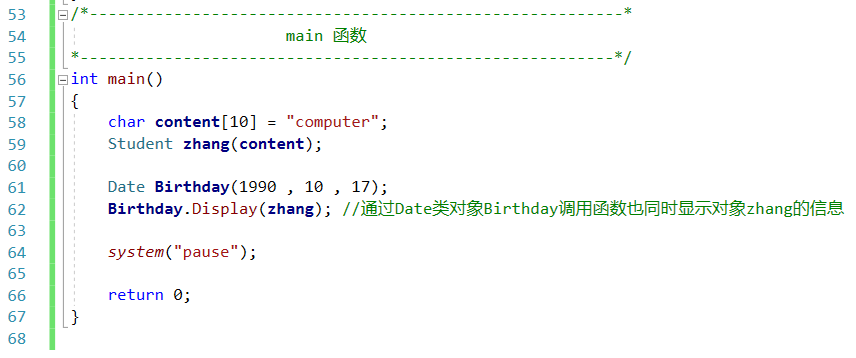 53 /*---------------------------------------------------------*
54 main 函数
55 *---------------------------------------------------------*/
56 int main()
57 {
58 char content[10] = "computer";
59 Student zhang(content);
60
61 Date Birthday(1990 , 10 , 17);
62 Birthday.Display(zhang); //通过Date类对象Birthday调用函数也同时显示对象zhang的信息
63
64 system("pause");
65
66 return 0;
67 }
68